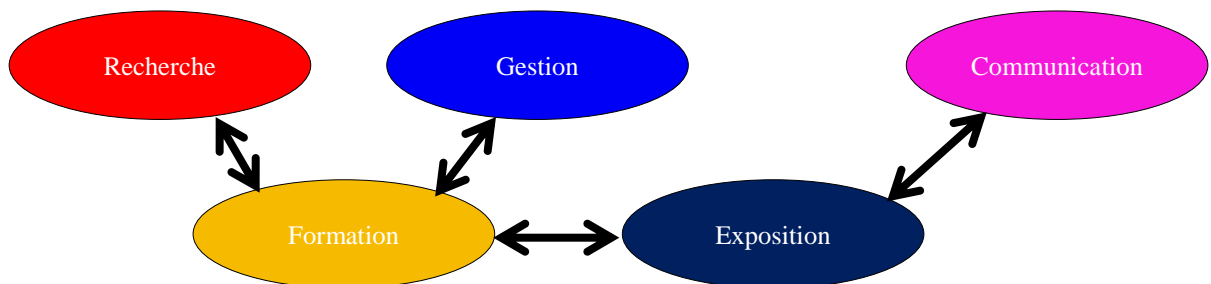 Recherche
Gestion
Communication
Formation
Exposition